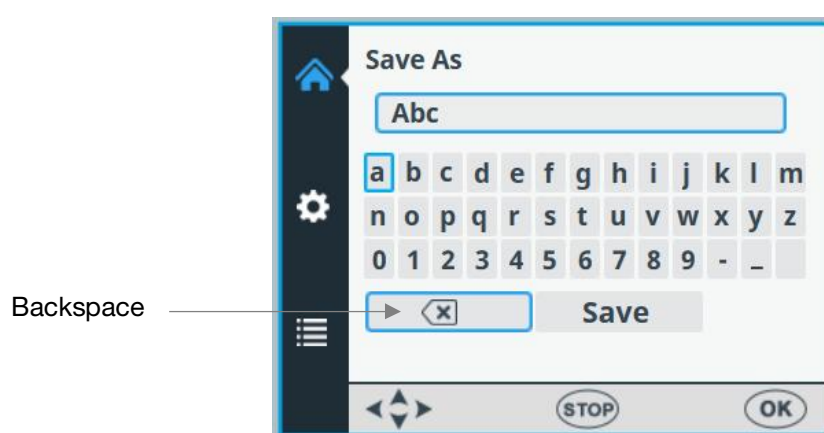 Save As
Abc
a b c d e f g h i j k l m
n o p q r s t u v w x y z
0 1 2 3 4 5 6 7 8 9 - _
Backspace
Save
STOP OK